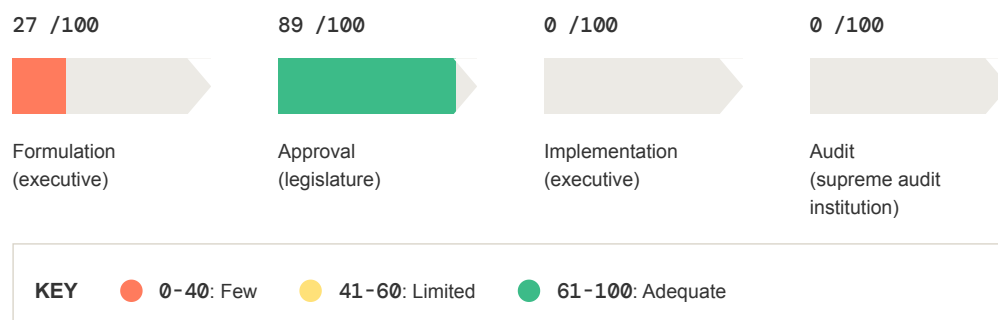 27 /100
89 /100
0 /100
0 /100
Formulation
(executive)
Approval
(legislature)
Implementation
(executive)
Audit
(supreme audit
institution)
KEY
0-40: Few
41-60: Limited
61-100: Adequate